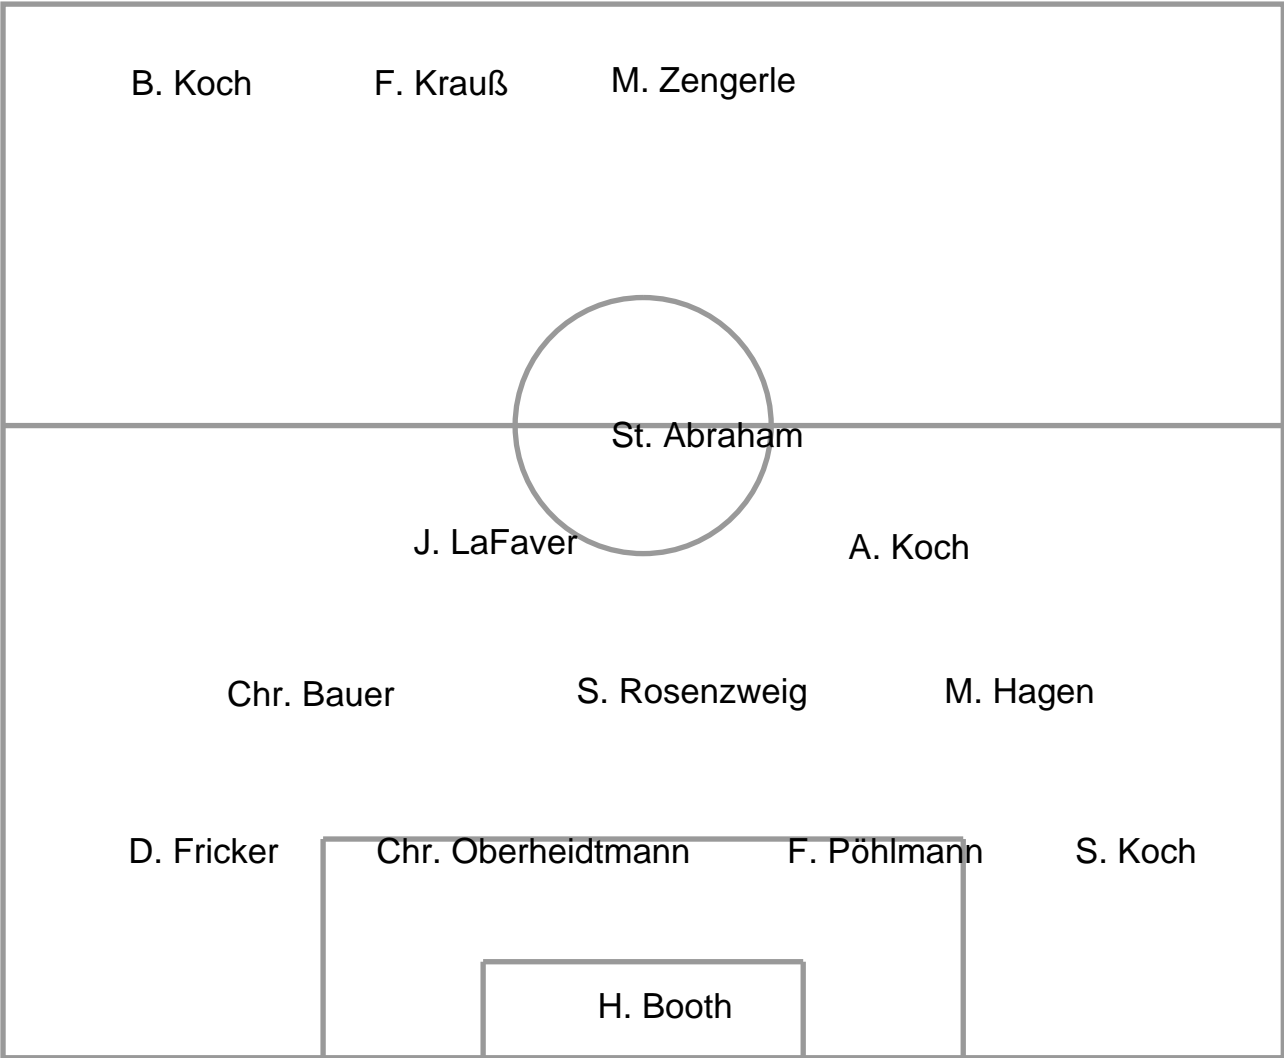 B. Koch F. Krauß M. Zengerle
St. Abraham
J. LaFaver A. Koch
Chr. Bauer S. Rosenzweig M. Hagen
D. Fricker Chr. Oberheidtmann F. Pöhlmann S. Koch
H. Booth